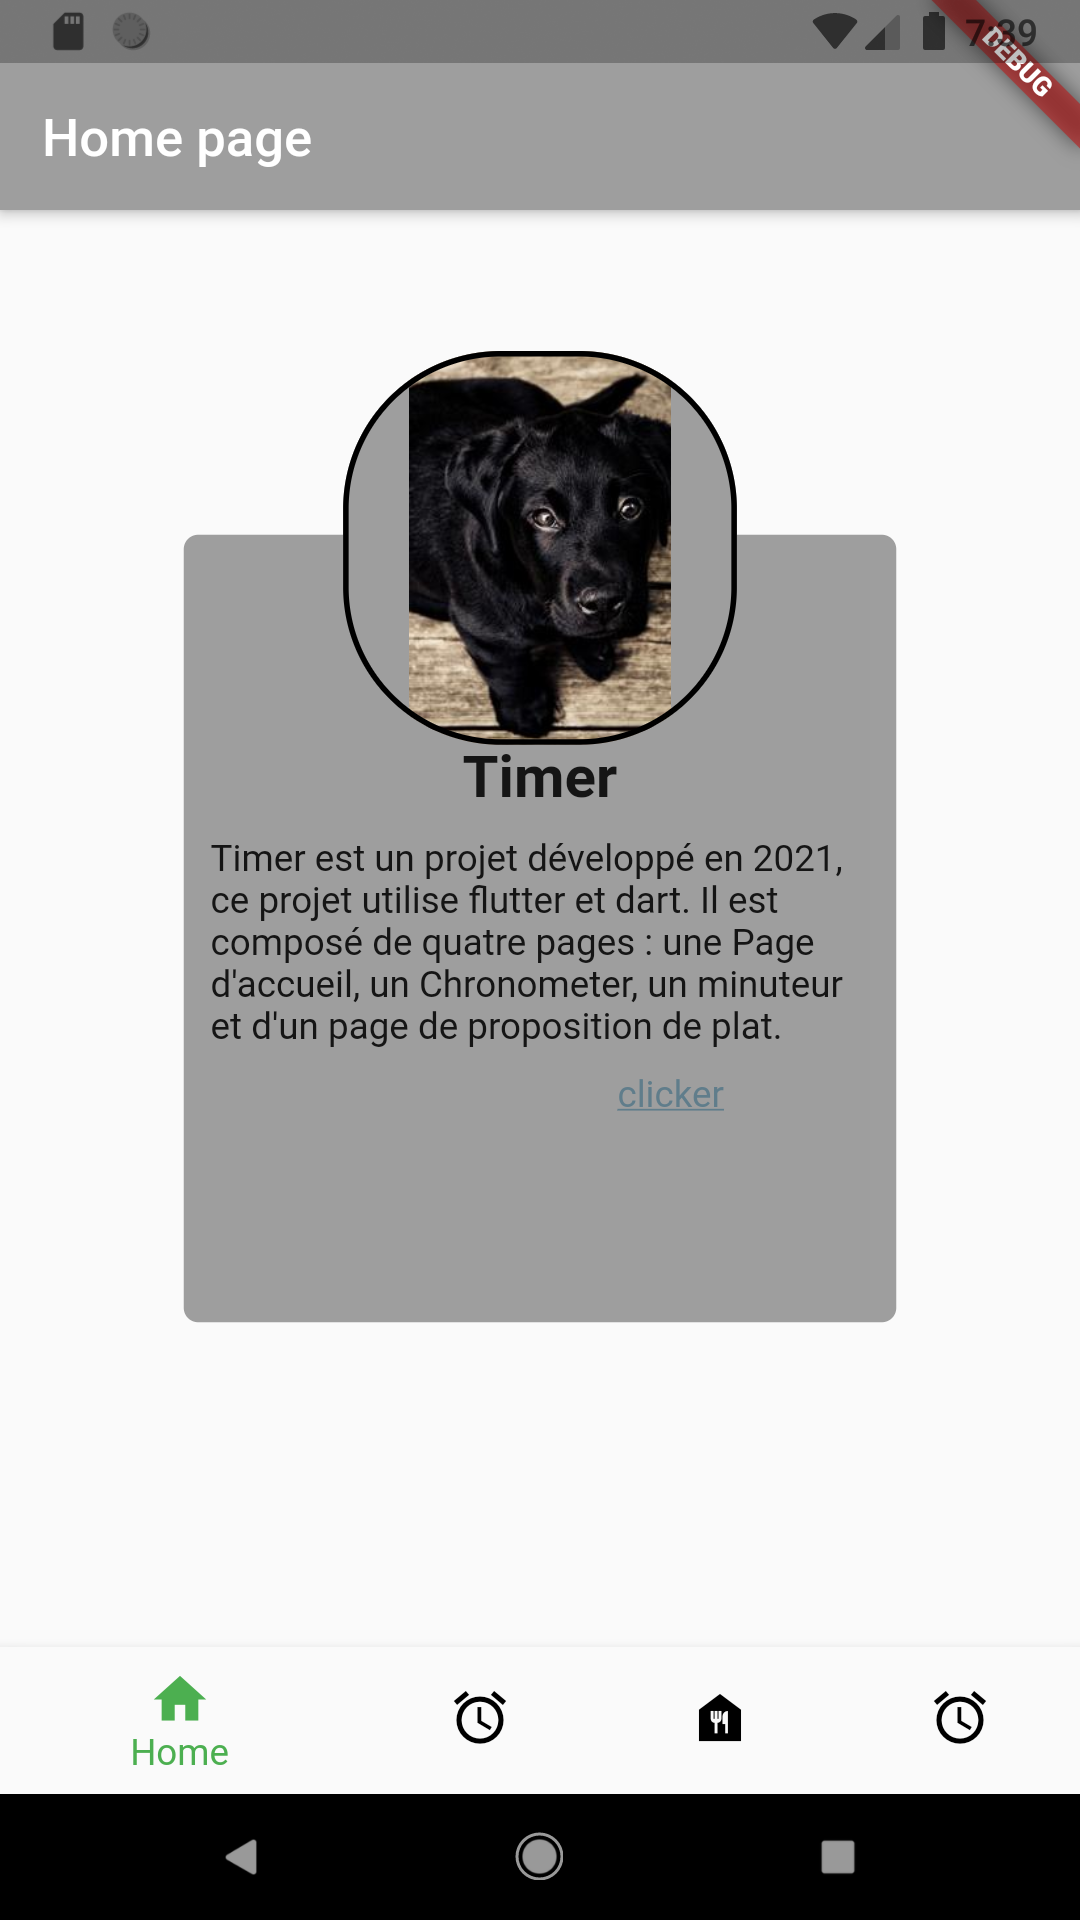 7:39
DEBUG
Home page
Timer
Timer est un projet développé en 2021,
ce projet utilise flutter et dart. Il est
composé de quatre pages : une Page
d'accueil, un Chronometer, un minuteur
et d'un page de proposition de plat.
clicker
Home